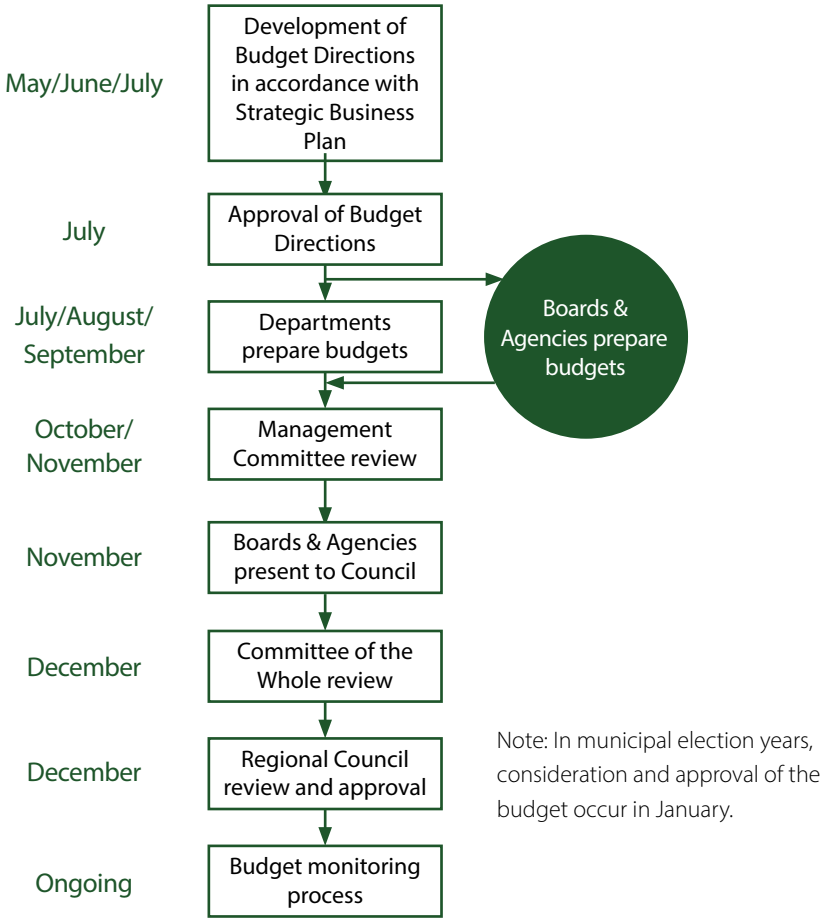 May/June/July
Development of
Budget Directions
in accordance with
Strategic Business
Plan
July
Approval of Budget
Directions
July/August/
September
Departments
prepare budgets
Boards &
Agencies prepare
budgets
October/
November
Management
Committee review
November
Boards & Agencies
present to Council
December
Committee of the
Whole review
December
Regional Council
review and approval
Note: In municipal election years,
consideration and approval of the
budget occur in January.
Ongoing
Budget monitoring
process